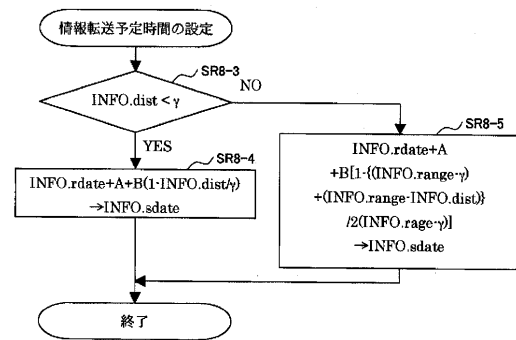 情報転送予定時間の設定
SR8-3
INFO.dist < γ
NO
YES
SR8-4
INFO.rdate+A+B(1-INFO.dist/γ)
→INFO.sdate
SR8-5
INFO.rdate+A
+B[1-{(INFO.range-γ)
+(INFO.range-INFO.dist)}
/2(INFO.rage-γ)]
→INFO.sdate
終了